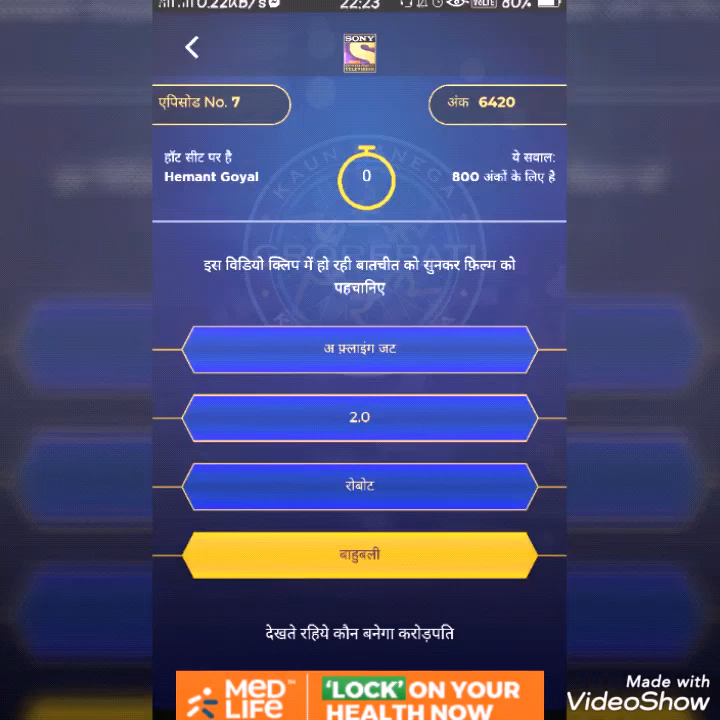 22:23
SONY
एपिसोड No. 7
अंक 6420
हॉट सीट पर है
Hemant Goyal
0
ये सवाल:
800 अंकों के लिए है
इस विडियो क्लिप में हो रही बातचीत को सुनकर फ़िल्म को
पहचानिए
अ फ़्लाइंग जट
2.0
रोबोट
बाहुबली
देखते रहिये कौन बनेगा करोड़पति
MED
LIFE
'LOCK' ON YOUR
HEALTH NOW
Made with
VideoShow